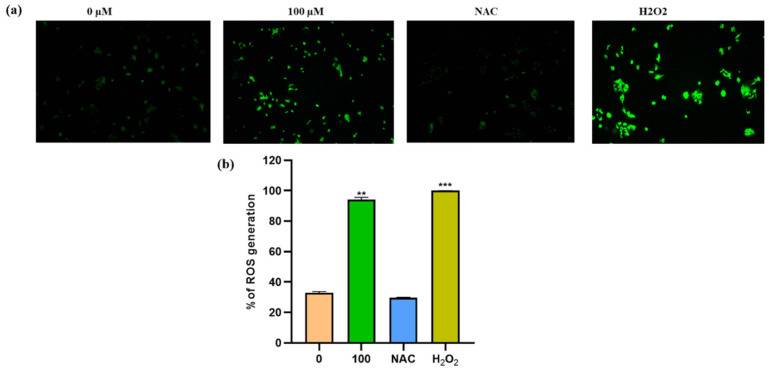 (a) 0 μM 100 μM NAC H2O2
(b)
120
100
80
60
40
20
0
% of ROS generation
**
***
0 100 NAC H₂O₂